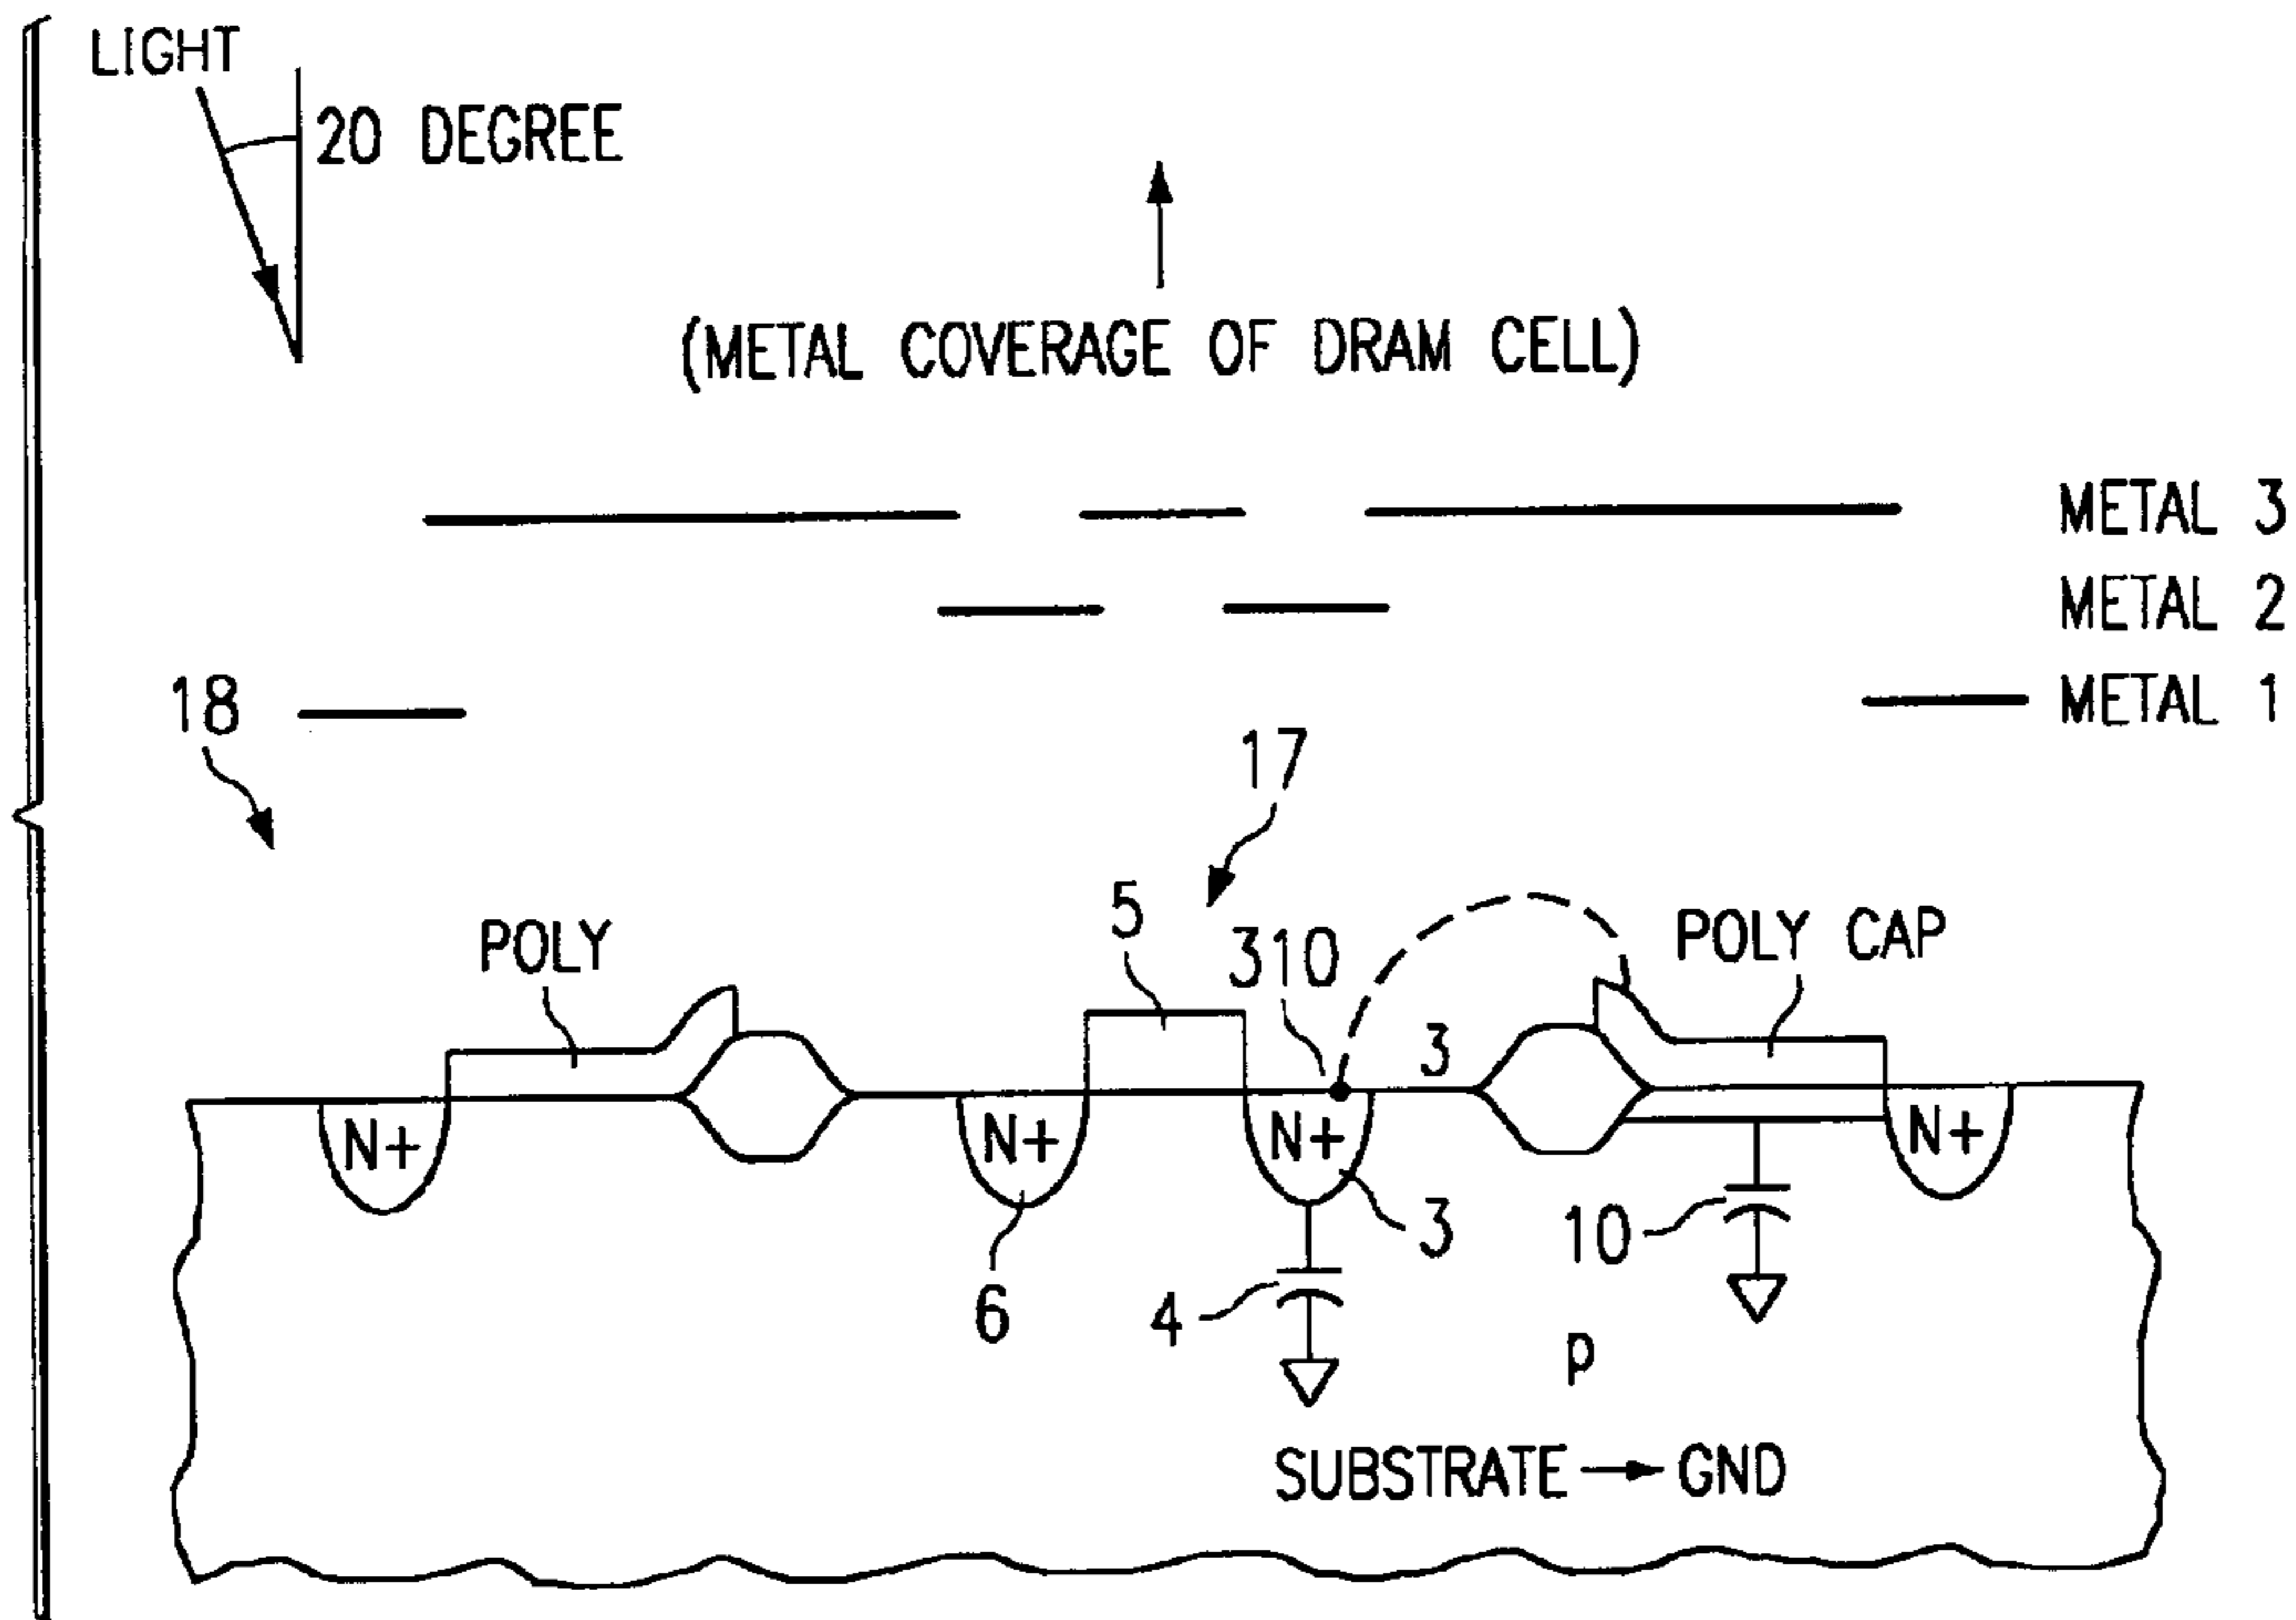 LIGHT
20 DEGREE
(METAL COVERAGE OF DRAM CELL)
METAL 3
METAL 2
18
METAL 1
17
5
POLY
310
POLY CAP
3
N+
N+
N+
N+
3
10
6
4
p
SUBSTRATE → GND